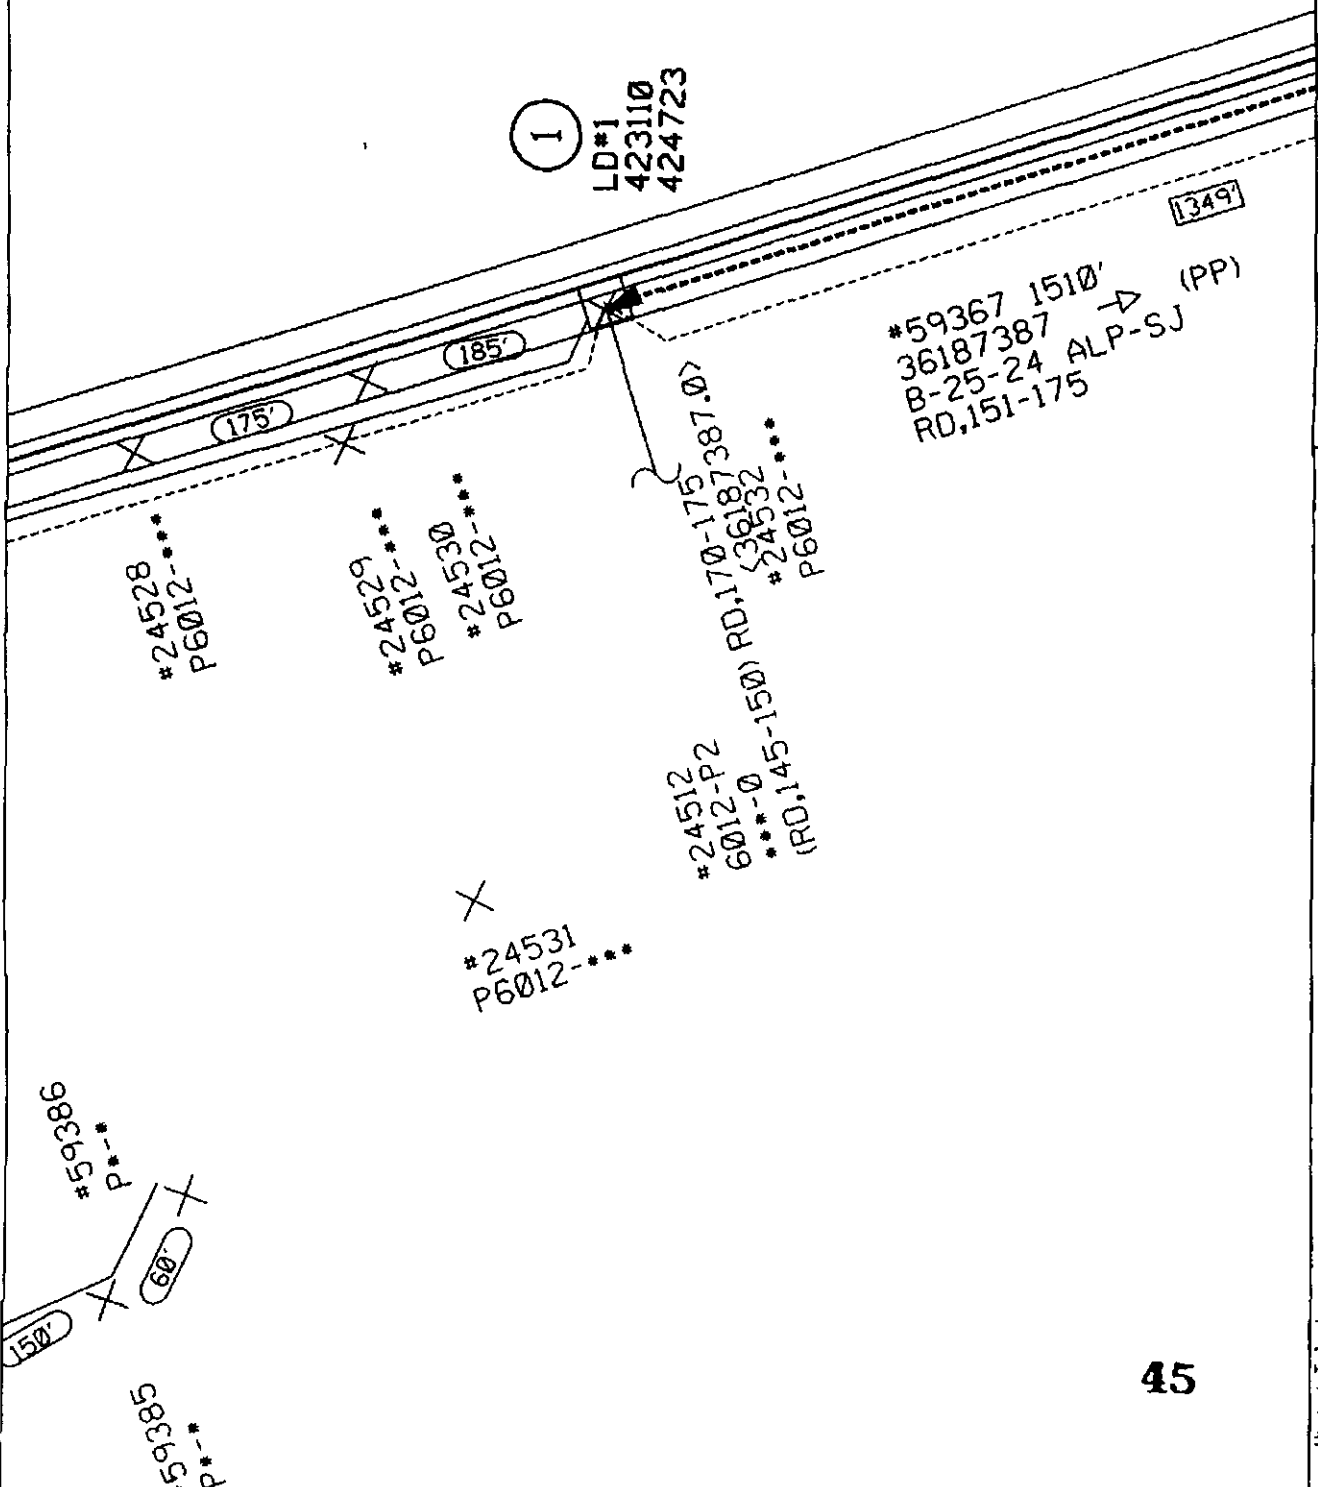 1
LD#1
423110
424723
1349'
#59367 1510'
36187387
(PP)
B-25-24 ALP-SJ
RD,151-175
185'
175'
#24528
P6012-***
#24529
P6012-***
#24530
P6012-***
<36187387.0>
#24532
P6012-****
#24512
6012-P2
****-0
(RD,145-150) RD,170-175
#24531
P6012-***
#59386
P*--*
60'
150'
59385
P*--*
45